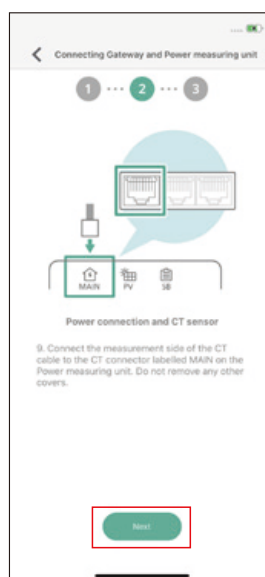 Connecting Gateway and Power measuring unit
1 ··· 2 ··· 3
MAIN PV SB
Power connection and CT sensor
9. Connect the measurement side of the CT
cable to the CT connector labelled MAIN on the
Power measuring unit. Do not remove any other
covers.
Next